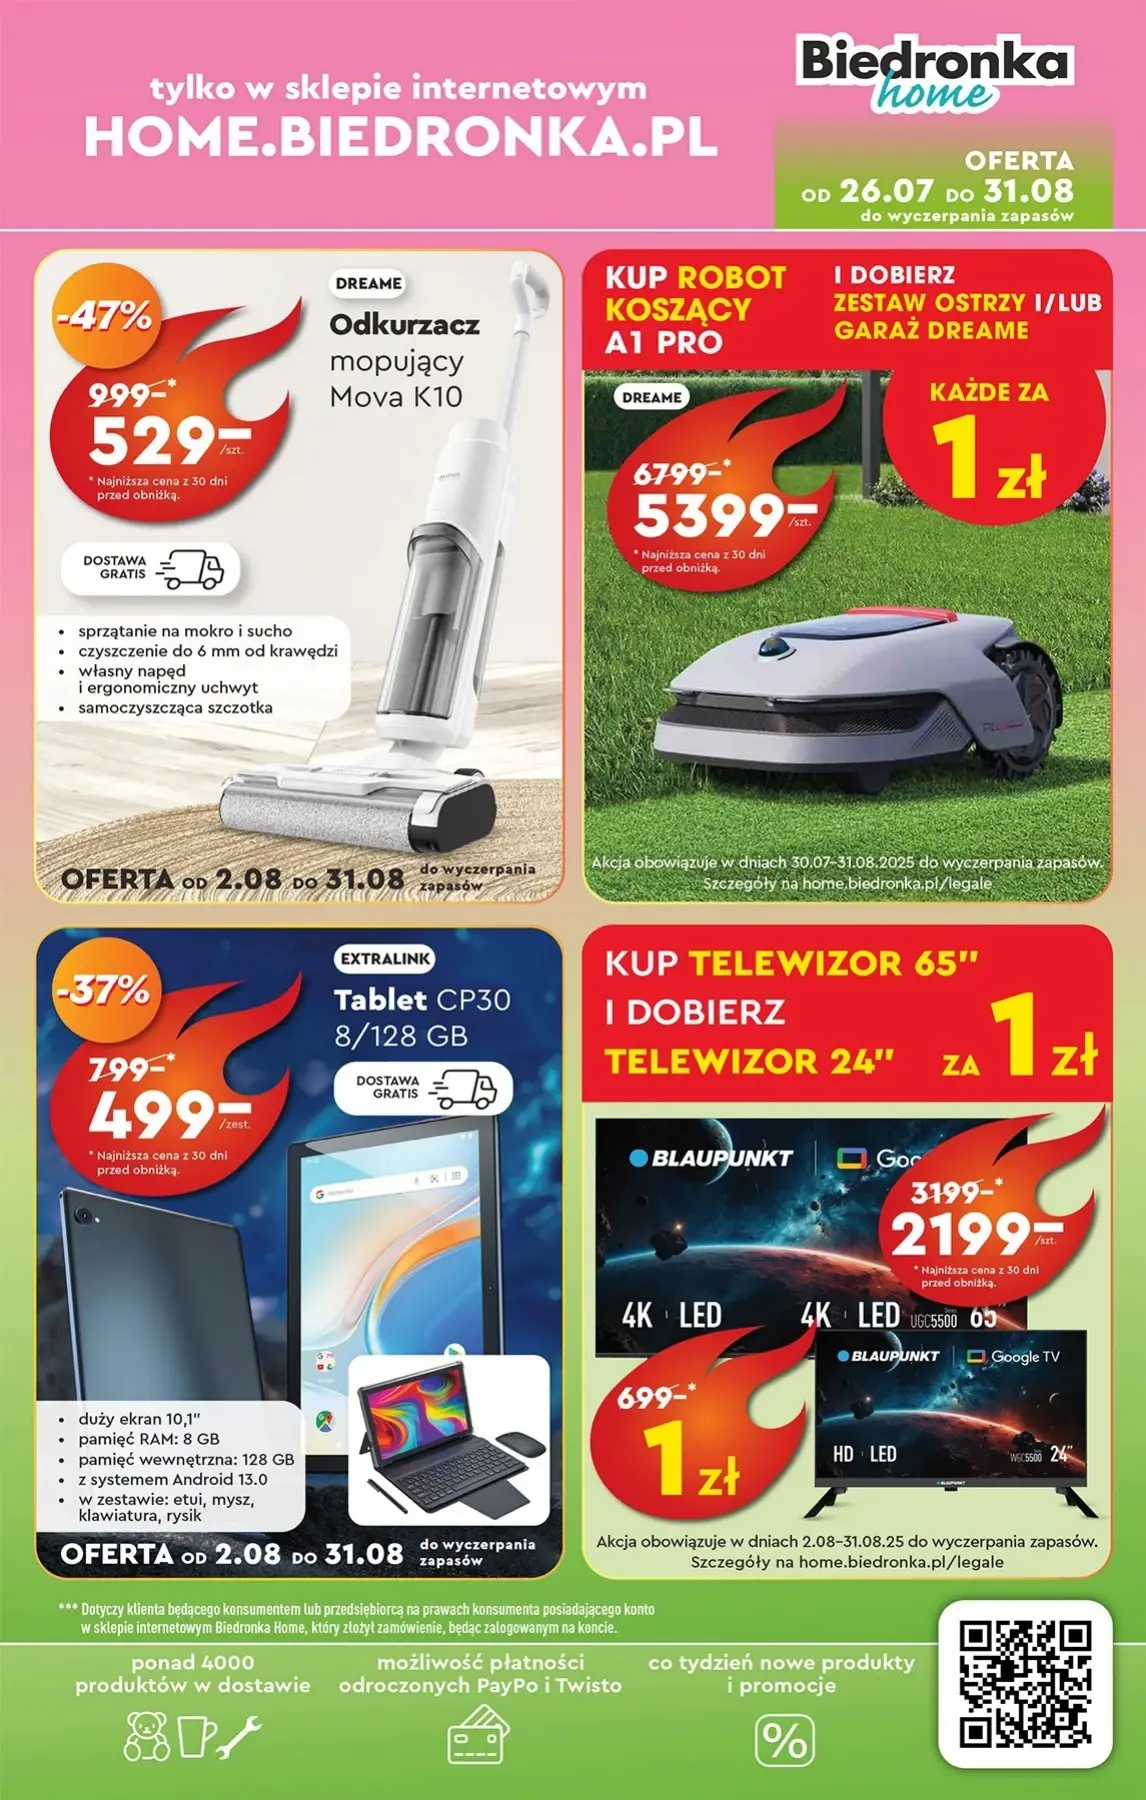 tylko w sklepie internetowym
HOME.BIEDRONKA.PL
Biedronka
home
OFERTA
OD 26.07 DO 31.08
do wyczerpania zapasów
-47%
999-*
529-
/szt.
* Najniższa cena z 30 dni
przed obniżką.
DREAME
Odkurzacz
mopujący
Mova K10
DOSTAWA
GRATIS
• sprzątanie na mokro i sucho
• czyszczenie do 6 mm od krawędzi
• własny napęd
i ergonomiczny uchwyt
• samoczyszcząca szczotka
OFERTA OD 2.08 DO 31.08 do wyczerpania
zapasów
KUP ROBOT
KOSZĄCY
A1 PRO
I DOBIERZ
ZESTAW OSTRZY I/LUB
GARAŻ DREAME
KAŻDE ZA
1 zł
DREAME
6799-*
5399-
/szt.
* Najniższa cena z 30 dni
przed obniżką.
Akcja obowiązuje w dniach 30.07-31.08.2025 do wyczerpania zapasów.
Szczegóły na home.biedronka.pl/legale
-37%
799-*
499-
/zest.
* Najniższa cena z 30 dni
przed obniżką.
EXTRALINK
Tablet CP30
8/128 GB
DOSTAWA
GRATIS
• duży ekran 10,1"
• pamięć RAM: 8 GB
• pamięć wewnętrzna: 128 GB
• z systemem Android 13.0
• w zestawie: etui, mysz,
klawiatura, rysik
OFERTA OD 2.08 DO 31.08 do wyczerpania
zapasów
KUP TELEWIZOR 65"
I DOBIERZ
TELEWIZOR 24" ZA 1 zł
BLAUPUNKT
Goo
3199-*
2199-
/szt.
* Najniższa cena z 30 dni
przed obniżką.
4K LED 4K LED UGC5500 65"
699-*
1 zł
BLAUPUNKT Google TV
HD LED WGC5500 24"
BLAUPUNKT
Akcja obowiązuje w dniach 2.08-31.08.25 do wyczerpania zapasów.
Szczegóły na home.biedronka.pl/legale
*** Dotyczy klienta będącego konsumentem lub przedsiębiorcą na prawach konsumenta posiadającego konto
w sklepie internetowym Biedronka Home, który złożył zamówienie, będąc zalogowanym na koncie.
ponad 4000
produktów w dostawie
możliwość płatności
odroczonych PayPo i Twisto
co tydzień nowe produkty
i promocje
%